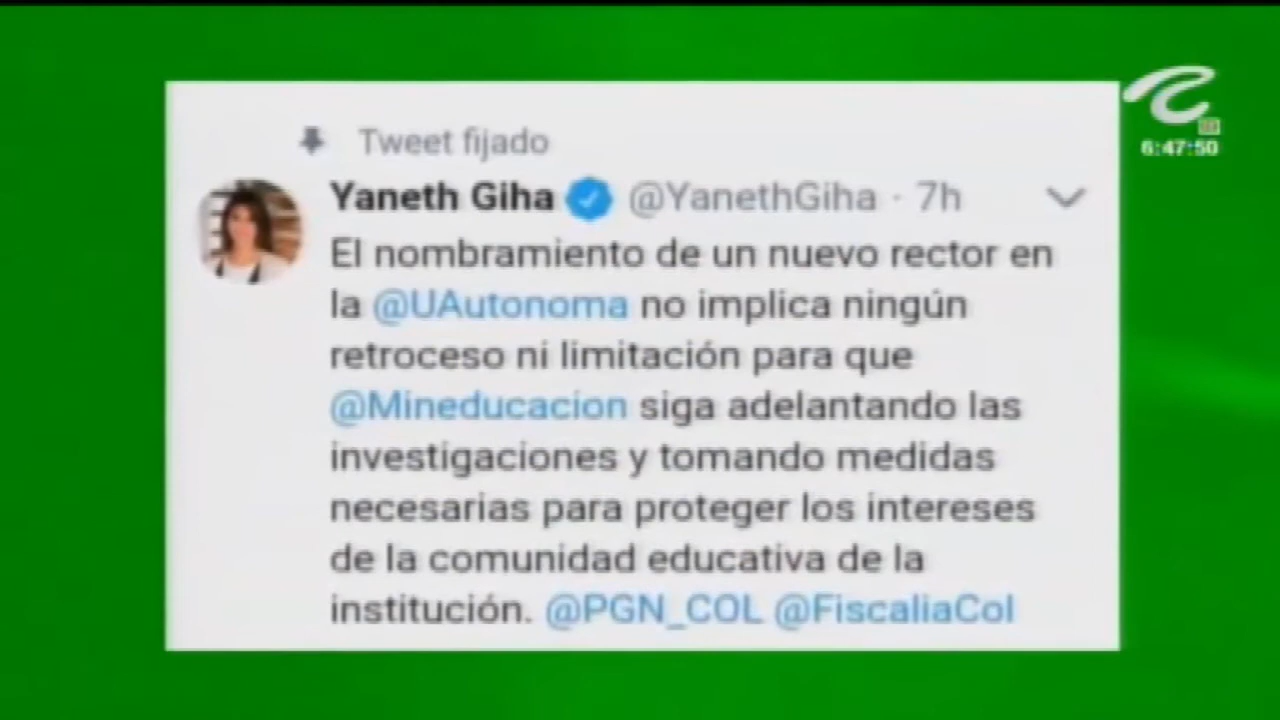 Tweet fijado
Yaneth Giha @YanethGiha · 7h
El nombramiento de un nuevo rector en
la @UAutonoma no implica ningún
retroceso ni limitación para que
@Mineducacion siga adelantando las
investigaciones y tomando medidas
necesarias para proteger los intereses
de la comunidad educativa de la
institución. @PGN_COL @FiscaliaCol
6:47:50